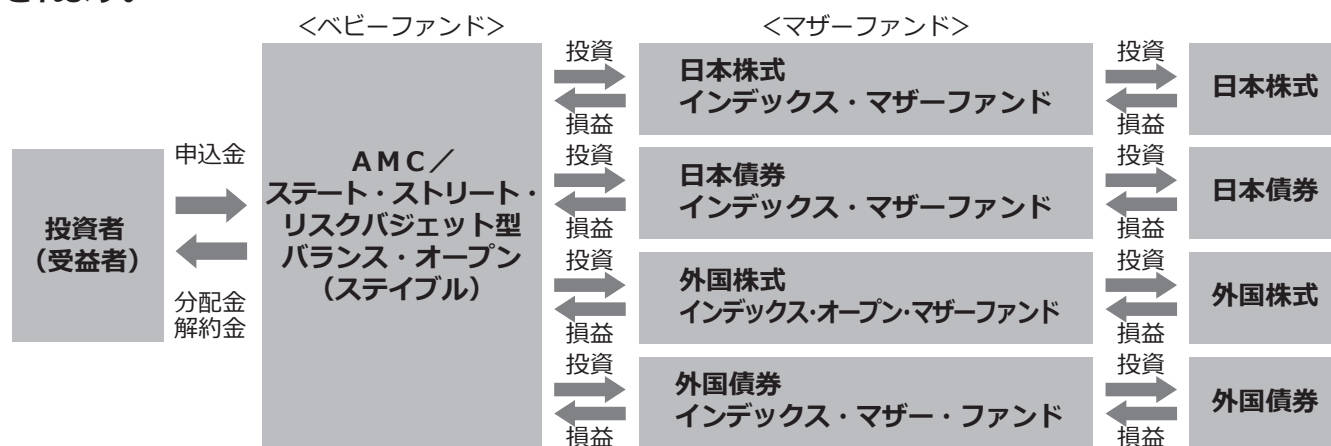 されます。
<ベビーファンド>
<マザーファンド>
投資者
(受益者)
申込金
分配金
解約金
AMC/
ステート・ストリート・
リスクバジェット型
バランス・オープン
(ステイブル)
投資
損益
日本株式
インデックス・マザーファンド
投資
損益
日本株式
投資
損益
日本債券
インデックス・マザーファンド
投資
損益
日本債券
投資
損益
外国株式
インデックス・オープン・マザーファンド
投資
損益
外国株式
投資
損益
外国債券
インデックス・マザー・ファンド
投資
損益
外国債券